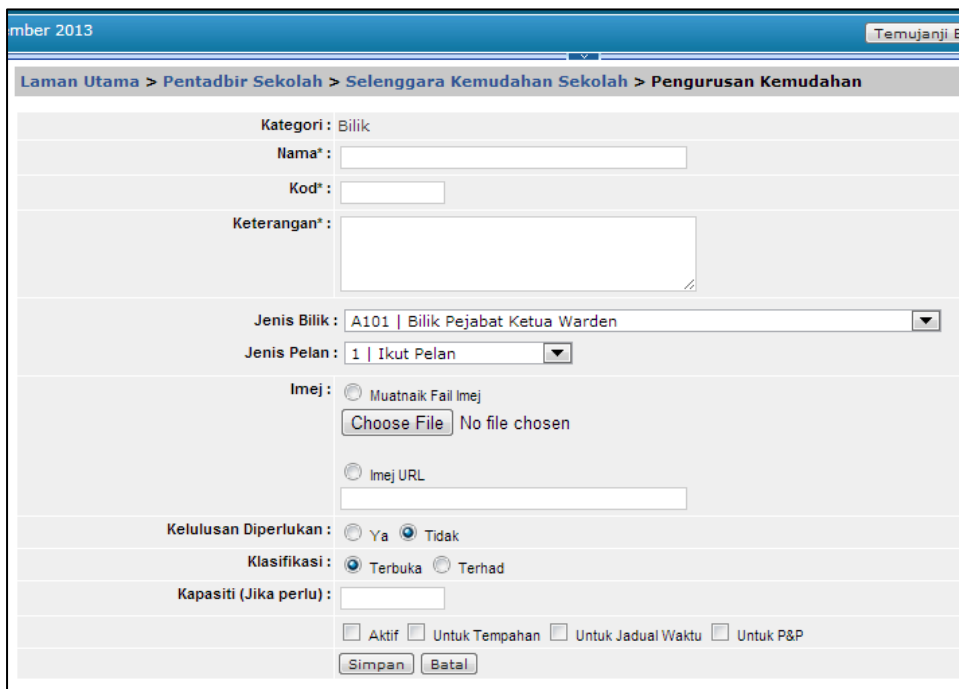 mber 2013
Temujanji
Laman Utama > Pentadbir Sekolah > Selenggara Kemudahan Sekolah > Pengurusan Kemudahan
Kategori : Bilik
Nama* :
Kod* :
Keterangan* :
Jenis Bilik : A101 | Bilik Pejabat Ketua Warden
Jenis Pelan : 1 | Ikut Pelan
Imej : Muatnaik Fail Imej
Choose File No file chosen
Imej URL
Kelulusan Diperlukan : Ya Tidak
Klasifikasi : Terbuka Terhad
Kapasiti (Jika perlu) :
Aktif Untuk Tempahan Untuk Jadual Waktu Untuk P&P
Simpan Batal